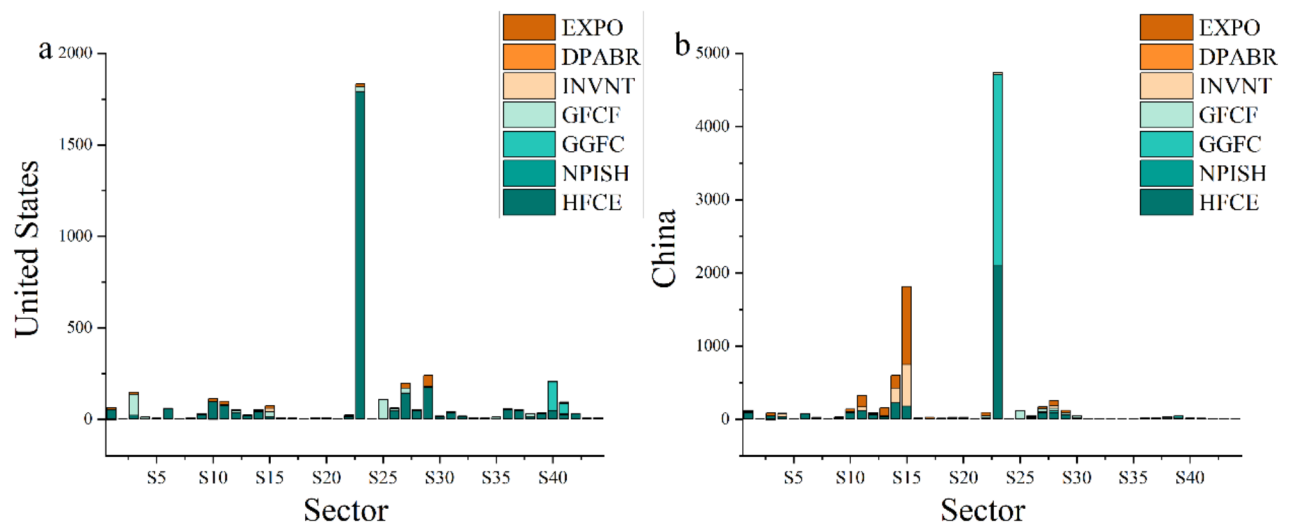 a
EXPO
DPABR
INVNT
GFCF
GGFC
NPISH
HFCE
2000
1500
1000
500
0
United States
S5 S10 S15 S20 S25 S30 S35 S40
Sector
b
EXPO
DPABR
INVNT
GFCF
GGFC
NPISH
HFCE
5000
4000
3000
2000
1000
0
China
S5 S10 S15 S20 S25 S30 S35 S40
Sector